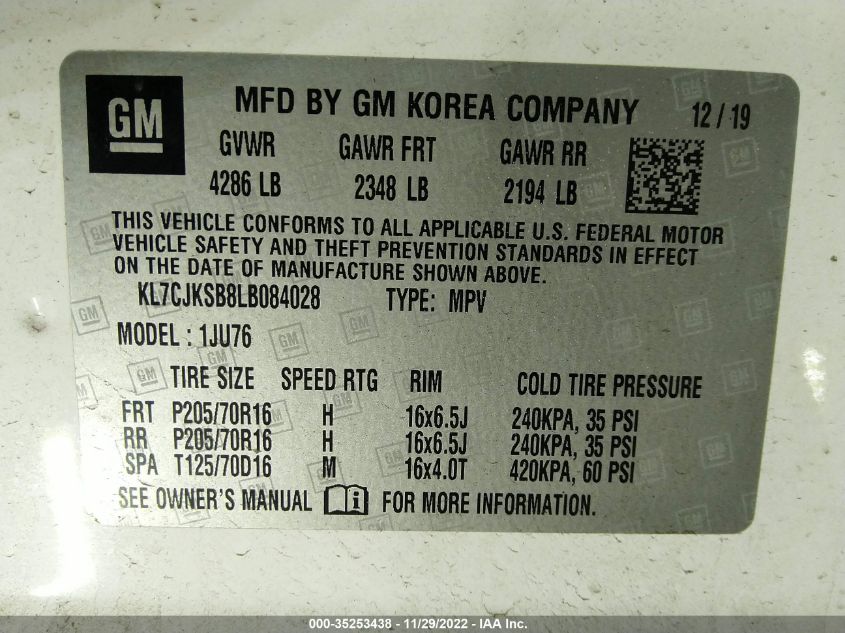 GM MFD BY GM KOREA COMPANY 12/19
GVWR GAWR FRT GAWR RR
4286 LB 2348 LB 2194 LB
THIS VEHICLE CONFORMS TO ALL APPLICABLE U.S. FEDERAL MOTOR
VEHICLE SAFETY AND THEFT PREVENTION STANDARDS IN EFFECT
ON THE DATE OF MANUFACTURE SHOWN ABOVE.
KL7CJKSB8LB084028 TYPE: MPV
MODEL : 1JU76
TIRE SIZE SPEED RTG RIM COLD TIRE PRESSURE
FRT P205/70R16 H 16x6.5J 240KPA, 35 PSI
RR P205/70R16 H 16x6.5J 240KPA, 35 PSI
SPA T125/70D16 M 16x4.0T 420KPA, 60 PSI
SEE OWNER'S MANUAL i FOR MORE INFORMATION.
000-35253438 - 11/29/2022 - IAA Inc.